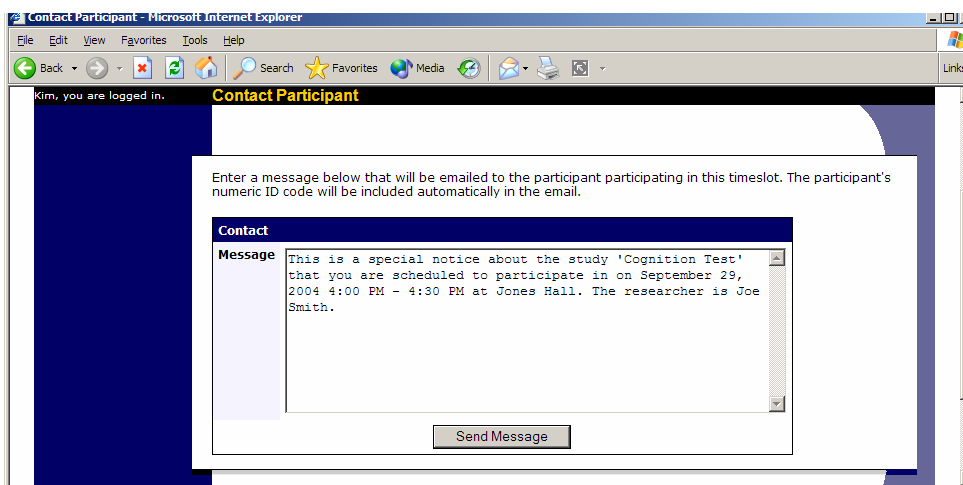 Contact Participant - Microsoft Internet Explorer
File Edit View Favorites Tools Help
Back Search Favorites Media Links
Kim, you are logged in. Contact Participant
Enter a message below that will be emailed to the participant participating in this timeslot. The participant's
numeric ID code will be included automatically in the email.
Contact
Message
This is a special notice about the study 'Cognition Test'
that you are scheduled to participate in on September 29,
2004 4:00 PM - 4:30 PM at Jones Hall. The researcher is Joe
Smith.
Send Message